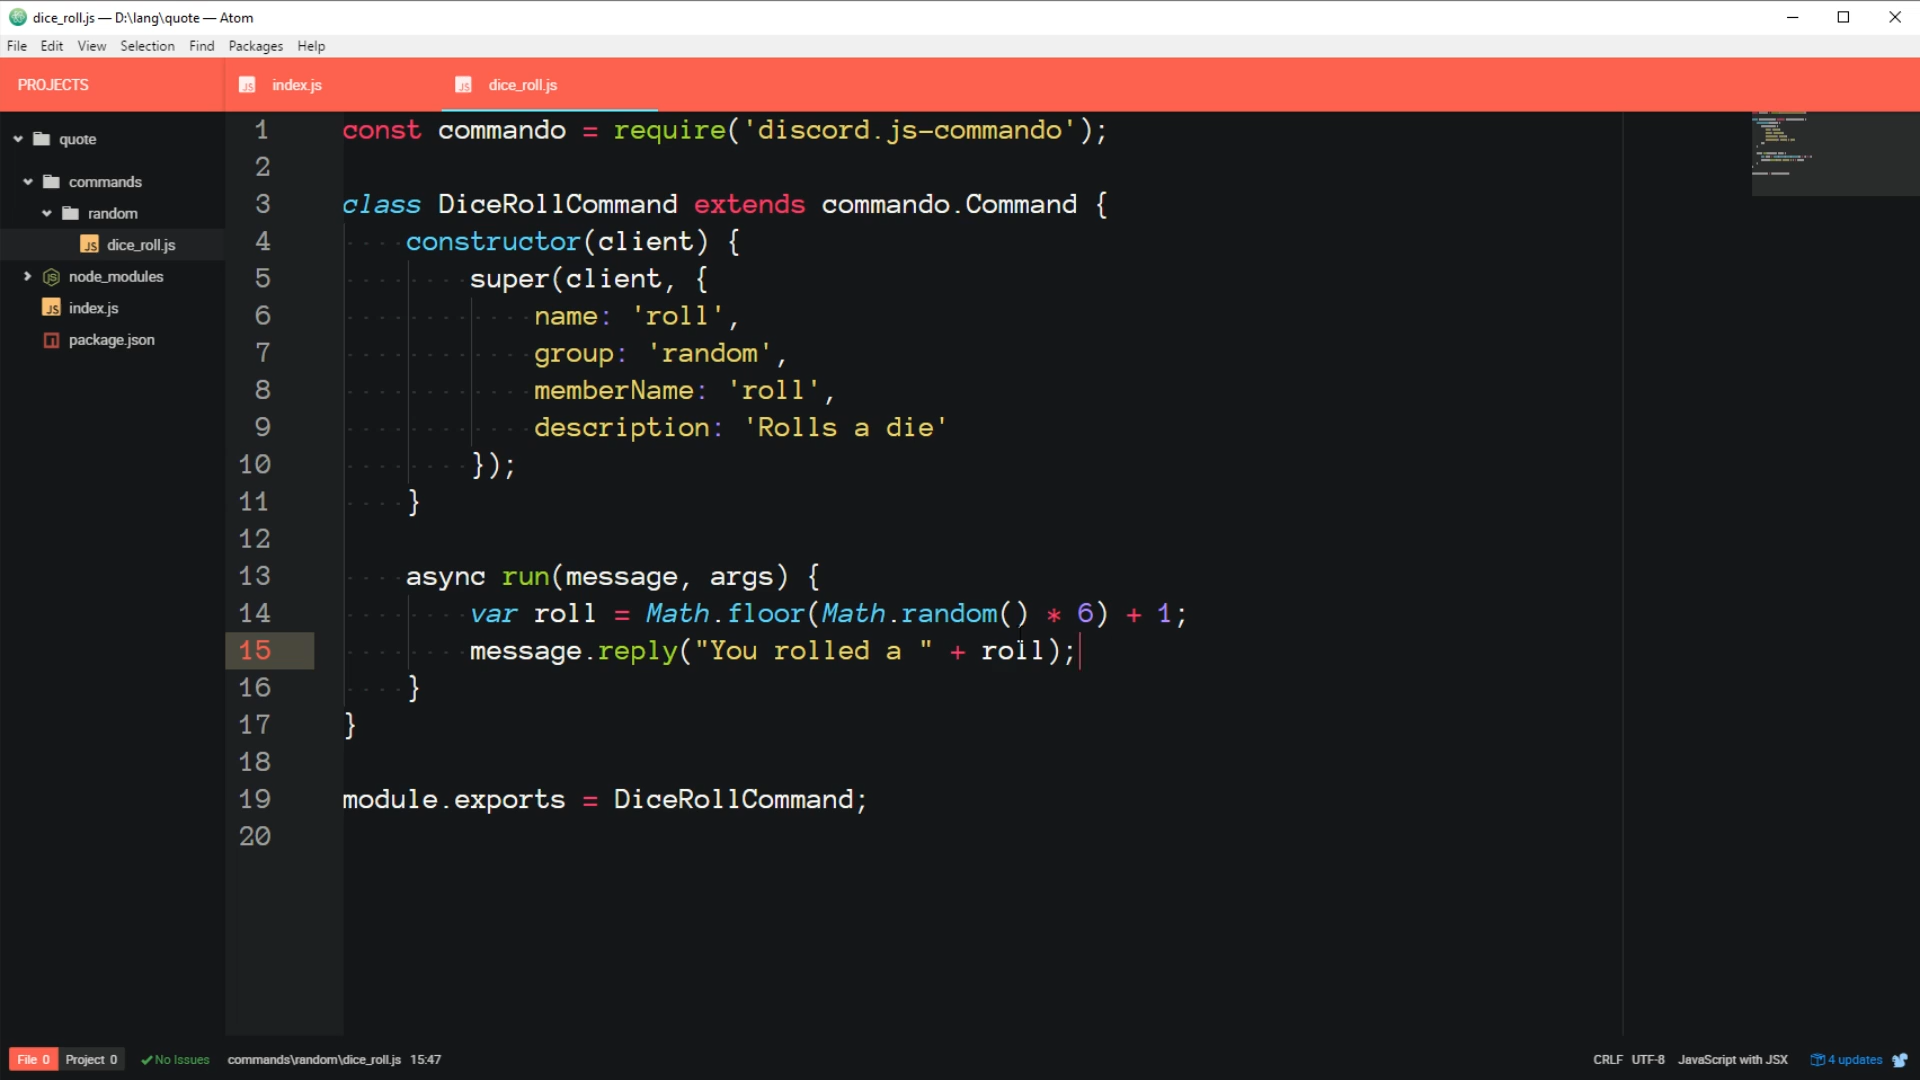 dice_roll.js — D:\lang\quote — Atom
File Edit View Selection Find Packages Help
PROJECTS
index.js
dice_roll.js
quote
commands
random
dice_roll.js
node_modules
index.js
package.json
1 const commando = require('discord.js-commando');
2
3 class DiceRollCommand extends commando.Command {
4 constructor(client) {
5 super(client, {
6 name: 'roll',
7 group: 'random',
8 memberName: 'roll',
9 description: 'Rolls a die'
10 });
11 }
12
13 async run(message, args) {
14 var roll = Math.floor(Math.random() * 6) + 1;
15 message.reply("You rolled a " + roll);
16 }
17 }
18
19 module.exports = DiceRollCommand;
20
File 0 Project 0 No Issues commands\random\dice_roll.js 15:47 CRLF UTF-8 JavaScript with JSX 4 updates